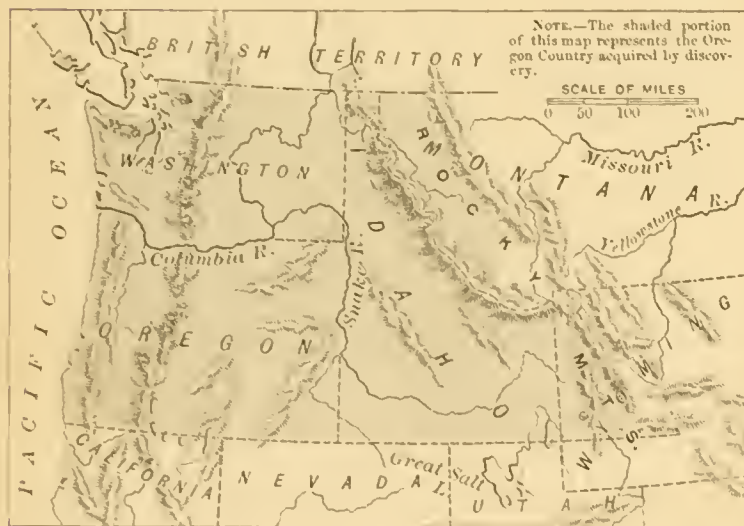 NOTE.—The shaded portion
of this map represents the Ore-
gon Country acquired by discov-
ery.
SCALE OF MILES
0 50 100 200
BRITISH TERRITORY
PACIFIC OCEAN
WASHINGTON
MONTANA
Missouri R.
ROCKY MTS.
Yellowstone R.
IDAHO
Columbia R.
Snake R.
OREGON
WYOMING
CALIFORNIA
NEVADA
Great Salt
L.
UTAH